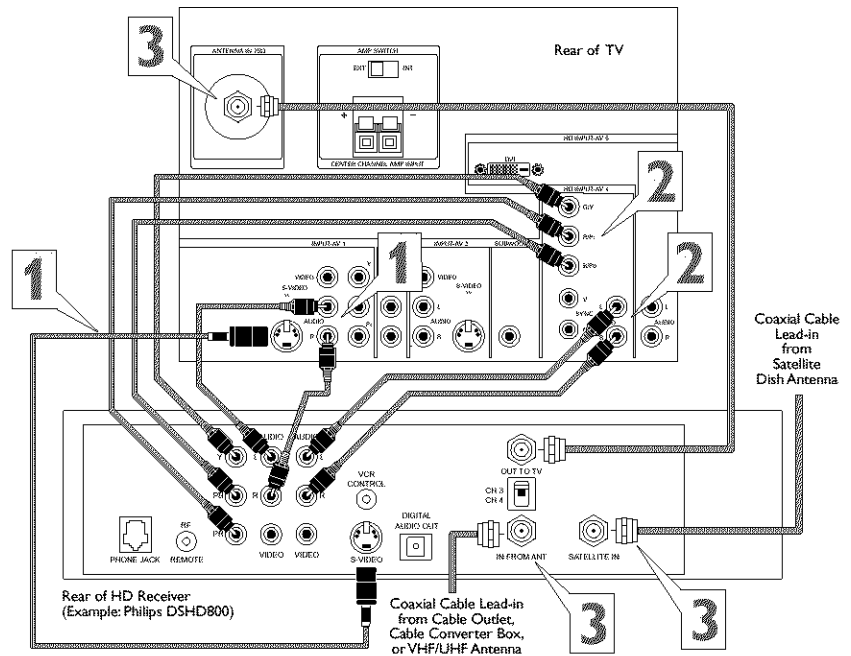 3
ANTENNA IN 75Ω
AMP SWITCH
EXT
INT
Rear of TV
+
−
CENTER CHANNEL AMP INPUT
HD INPUT-AV 5
DVI
HD INPUT-AV 4
G/Y
2
INPUT-AV 1
INPUT-AV 2
VIDEO
VIDEO
S-VIDEO
S-VIDEO
Y
V
SYNC
L
L
L
AUDIO
AUDIO
AUDIO
R
R
R
1
1
2
Coaxial Cable
Lead-in
from
Satellite
Dish Antenna
AUDIO
AUDIO
Y
L
L
R
R
VIDEO
VIDEO
VCR
CONTROL
S-VIDEO
DIGITAL
AUDIO OUT
OUT TO TV
CH 3
CH 4
IN FROM ANT
SATELLITE IN
PHONE JACK
RF
REMOTE
Rear of HD Receiver
(Example: Philips DSHD800)
Coaxial Cable Lead-in
from Cable Outlet,
Cable Converter Box,
or VHF/UHF Antenna
3
3